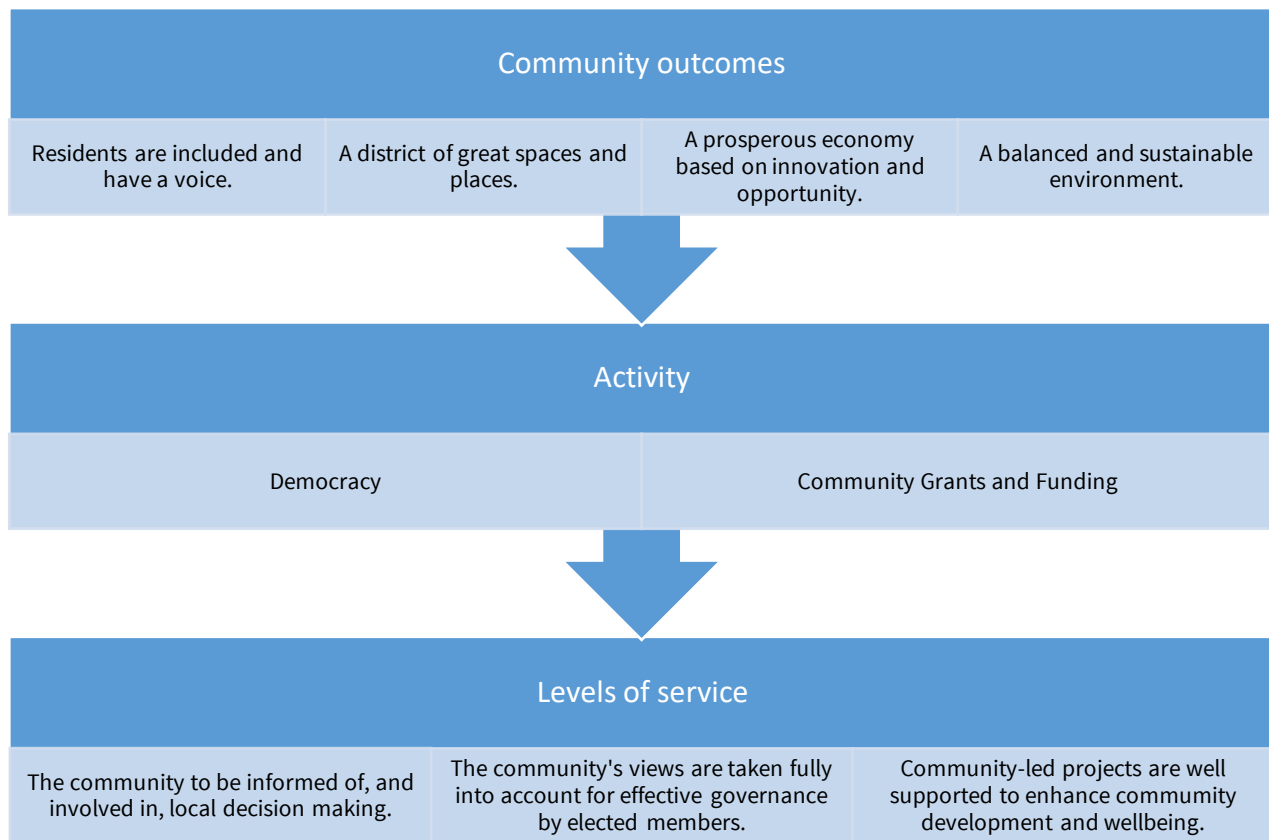 Community outcomes
Residents are included and
have a voice.
A district of great spaces and
places.
A prosperous economy
based on innovation and
opportunity.
A balanced and sustainable
environment.
Activity
Democracy
Community Grants and Funding
Levels of service
The community to be informed of, and
involved in, local decision making.
The community's views are taken fully
into account for effective governance
by elected members.
Community-led projects are well
supported to enhance commumity
development and wellbeing.